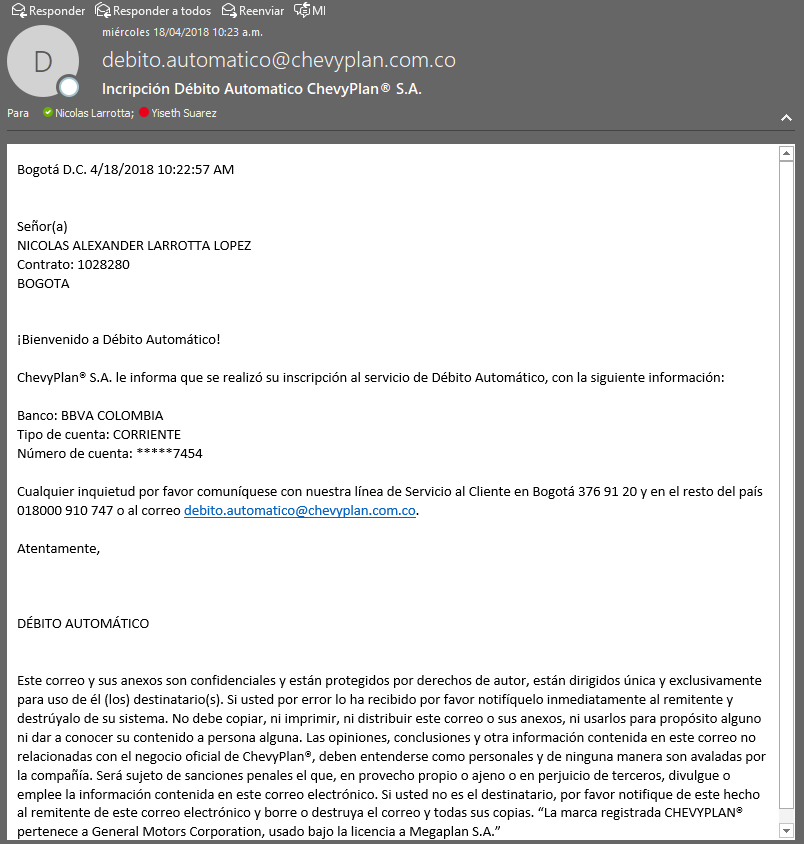 Responder Responder a todos Reenviar MI
miércoles 18/04/2018 10:23 a.m.
D
debito.automatico@chevyplan.com.co
Incripción Débito Automatico ChevyPlan® S.A.
Para Nicolas Larrotta; Yiseth Suarez
Bogotá D.C. 4/18/2018 10:22:57 AM
Señor(a)
NICOLAS ALEXANDER LARROTTA LOPEZ
Contrato: 1028280
BOGOTA
¡Bienvenido a Débito Automático!
ChevyPlan® S.A. le informa que se realizó su inscripción al servicio de Débito Automático, con la siguiente información:
Banco: BBVA COLOMBIA
Tipo de cuenta: CORRIENTE
Número de cuenta: *****7454
Cualquier inquietud por favor comuníquese con nuestra línea de Servicio al Cliente en Bogotá 376 91 20 y en el resto del país
018000 910 747 o al correo debito.automatico@chevyplan.com.co.
Atentamente,
DÉBITO AUTOMÁTICO
Este correo y sus anexos son confidenciales y están protegidos por derechos de autor, están dirigidos única y exclusivamente
para uso de él (los) destinatario(s). Si usted por error lo ha recibido por favor notifíquelo inmediatamente al remitente y
destrúyalo de su sistema. No debe copiar, ni imprimir, ni distribuir este correo o sus anexos, ni usarlos para propósito alguno
ni dar a conocer su contenido a persona alguna. Las opiniones, conclusiones y otra información contenida en este correo no
relacionadas con el negocio oficial de ChevyPlan®, deben entenderse como personales y de ninguna manera son avaladas por
la compañía. Será sujeto de sanciones penales el que, en provecho propio o ajeno o en perjuicio de terceros, divulgue o
emplee la información contenida en este correo electrónico. Si usted no es el destinatario, por favor notifique de este hecho
al remitente de este correo electrónico y borre o destruya el correo y todas sus copias. “La marca registrada CHEVYPLAN®
pertenece a General Motors Corporation, usado bajo la licencia a Megaplan S.A.”